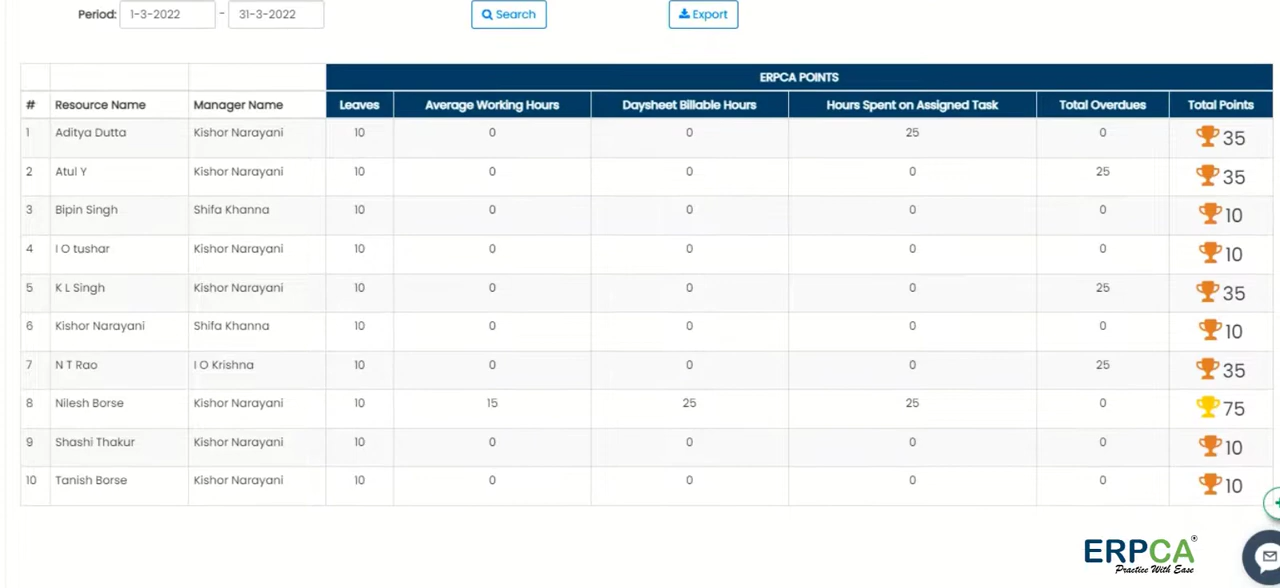 Period: 1-3-2022 - 31-3-2022 Search Export
ERPCA POINTS
# Resource Name Manager Name Leaves Average Working Hours Daysheet Billable Hours Hours Spent on Assigned Task Total Overdues Total Points
1 Aditya Dutta Kishor Narayani 10 0 0 25 0 35
2 Atul Y Kishor Narayani 10 0 0 0 25 35
3 Bipin Singh Shifa Khanna 10 0 0 0 0 10
4 I O tushar Kishor Narayani 10 0 0 0 0 10
5 K L Singh Kishor Narayani 10 0 0 0 25 35
6 Kishor Narayani Shifa Khanna 10 0 0 0 0 10
7 N T Rao I O Krishna 10 0 0 0 25 35
8 Nilesh Borse Kishor Narayani 10 15 25 25 0 75
9 Shashi Thakur Kishor Narayani 10 0 0 0 0 10
10 Tanish Borse Kishor Narayani 10 0 0 0 0 10
ERPCA®
Practice With Ease